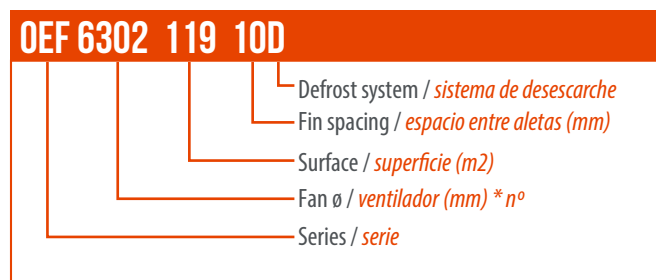 OEF 6302 119 10D
Defrost system / sistema de desescarche
Fin spacing / espacio entre aletas (mm)
Surface / superficie (m2)
Fan ø / ventilador (mm) * nº
Series / serie